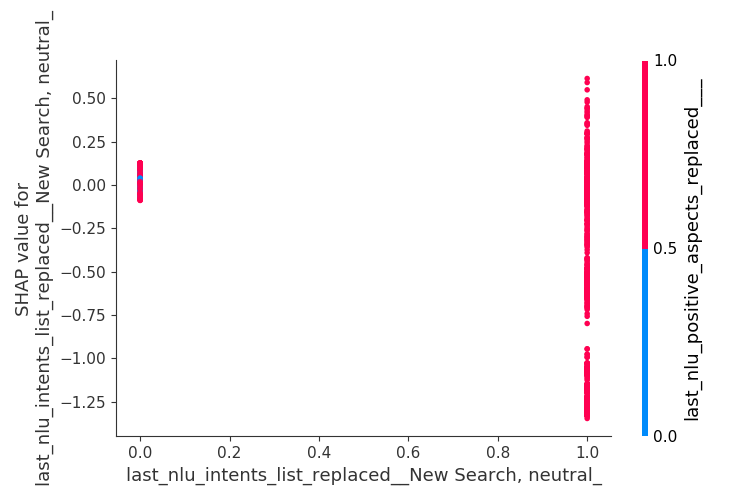 SHAP value for
last_nlu_intents_list_replaced__New Search, neutral_
0.50
0.25
0.00
−0.25
−0.50
−0.75
−1.00
−1.25
0.0 0.2 0.4 0.6 0.8 1.0
last_nlu_intents_list_replaced__New Search, neutral_
1.0
0.5
0.0
last_nlu_positive_aspects_replaced___